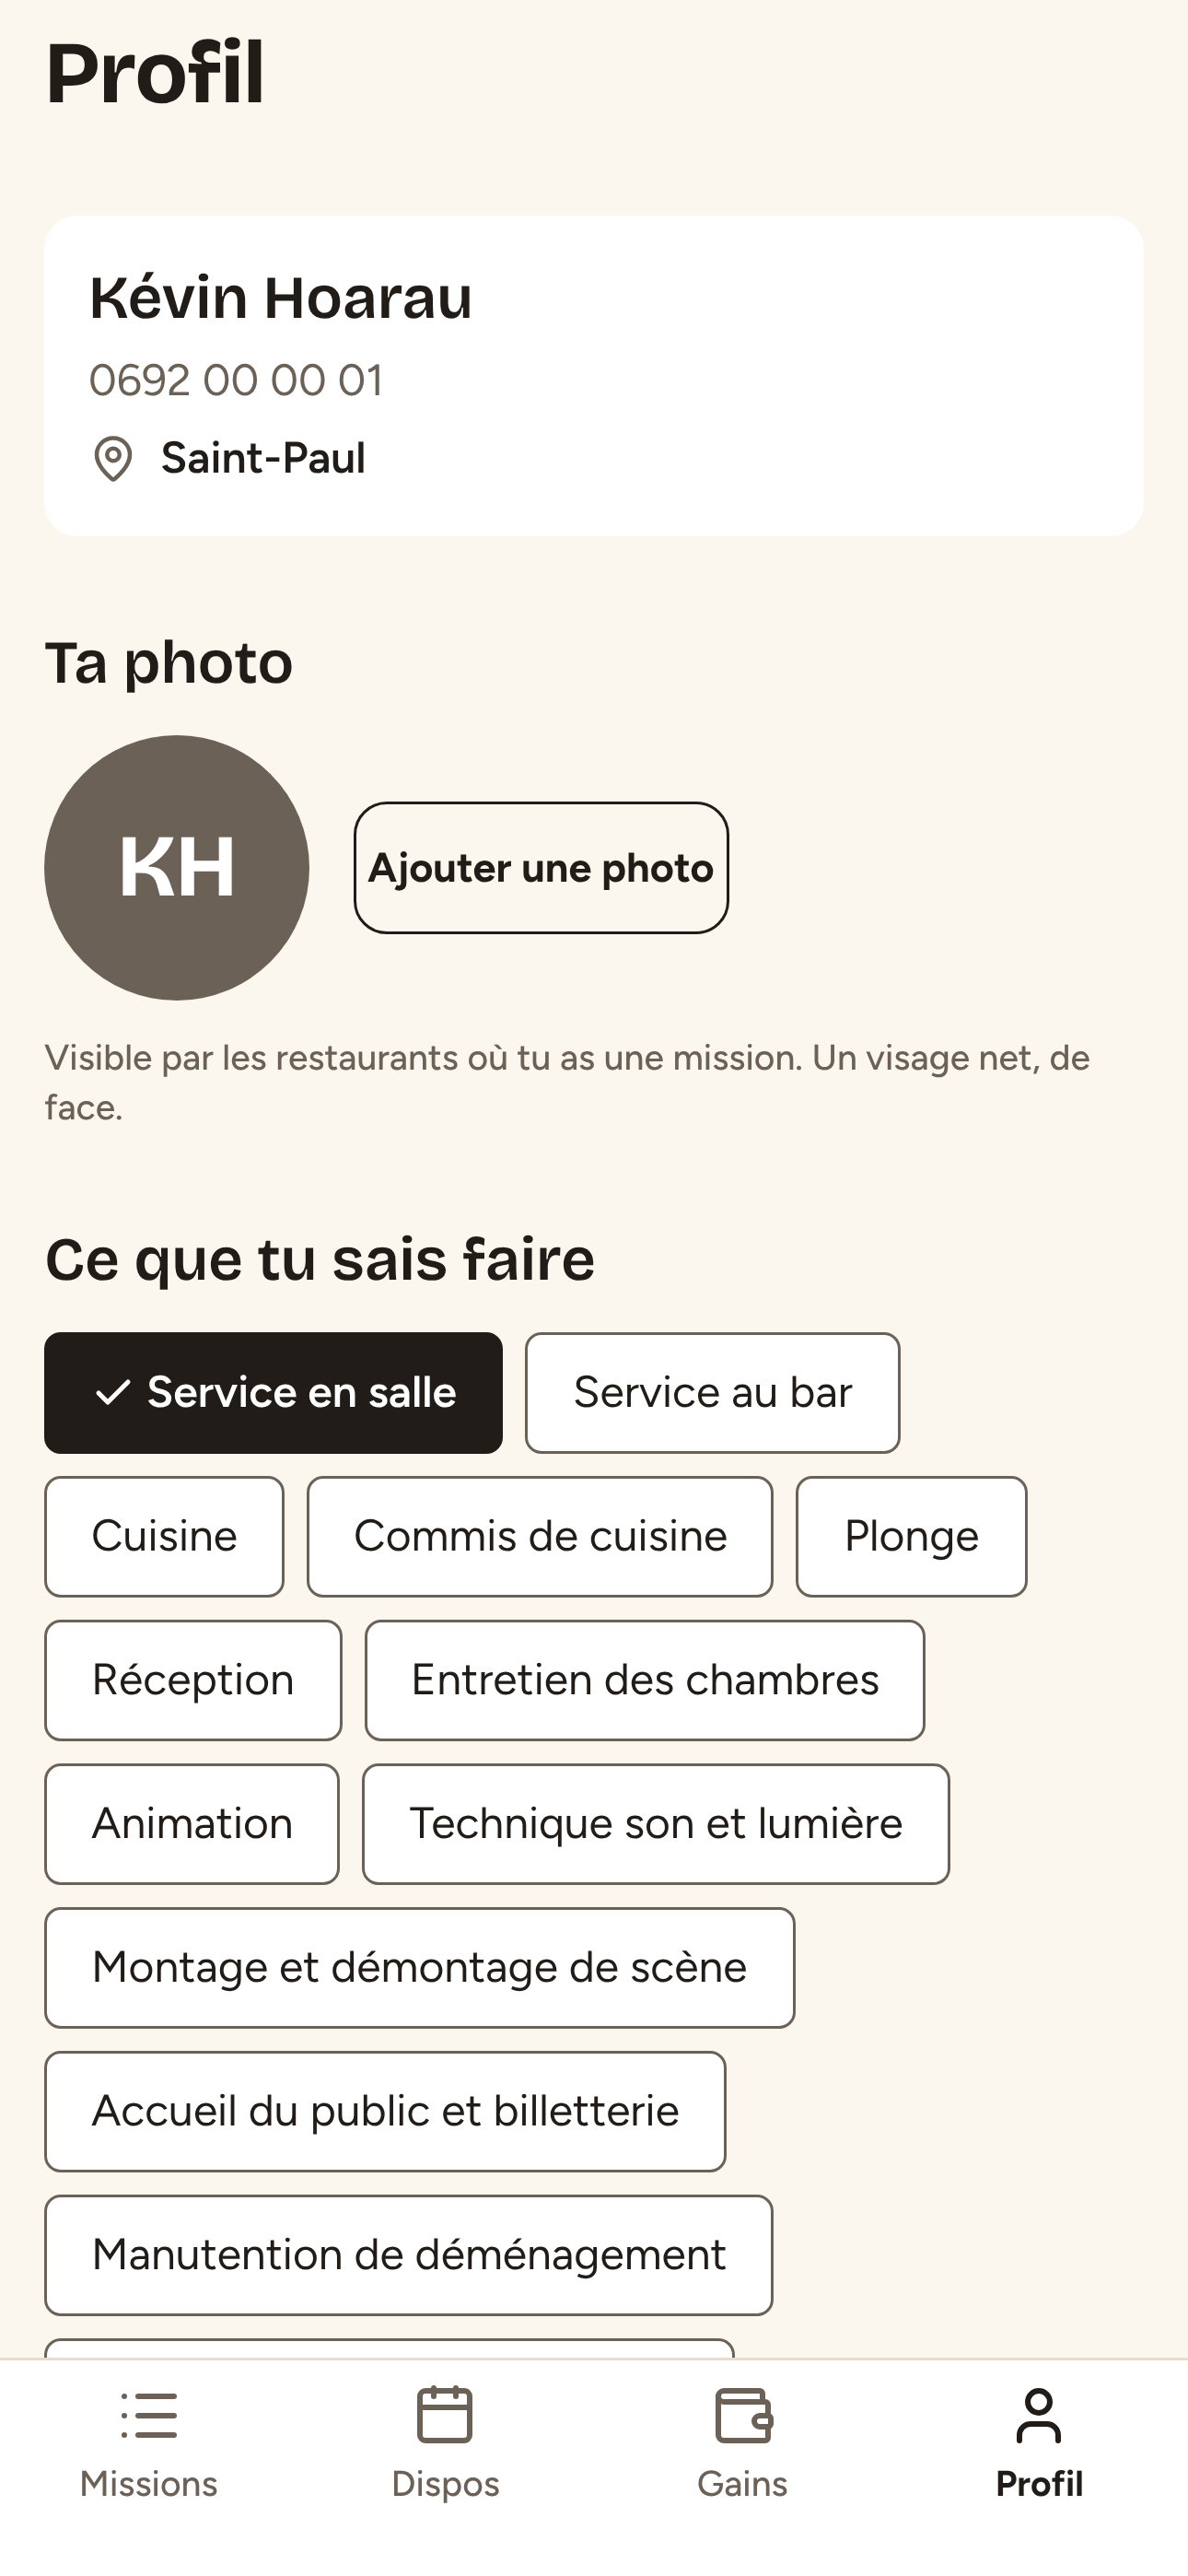 Profil
Kévin Hoarau
0692 00 00 01
Saint-Paul
Ta photo
KH
Ajouter une photo
Visible par les restaurants où tu as une mission. Un visage net, de
face.
Ce que tu sais faire
Service en salle
Service au bar
Cuisine
Commis de cuisine
Plonge
Réception
Entretien des chambres
Animation
Technique son et lumière
Montage et démontage de scène
Accueil du public et billetterie
Manutention de déménagement
Missions
Dispos
Gains
Profil